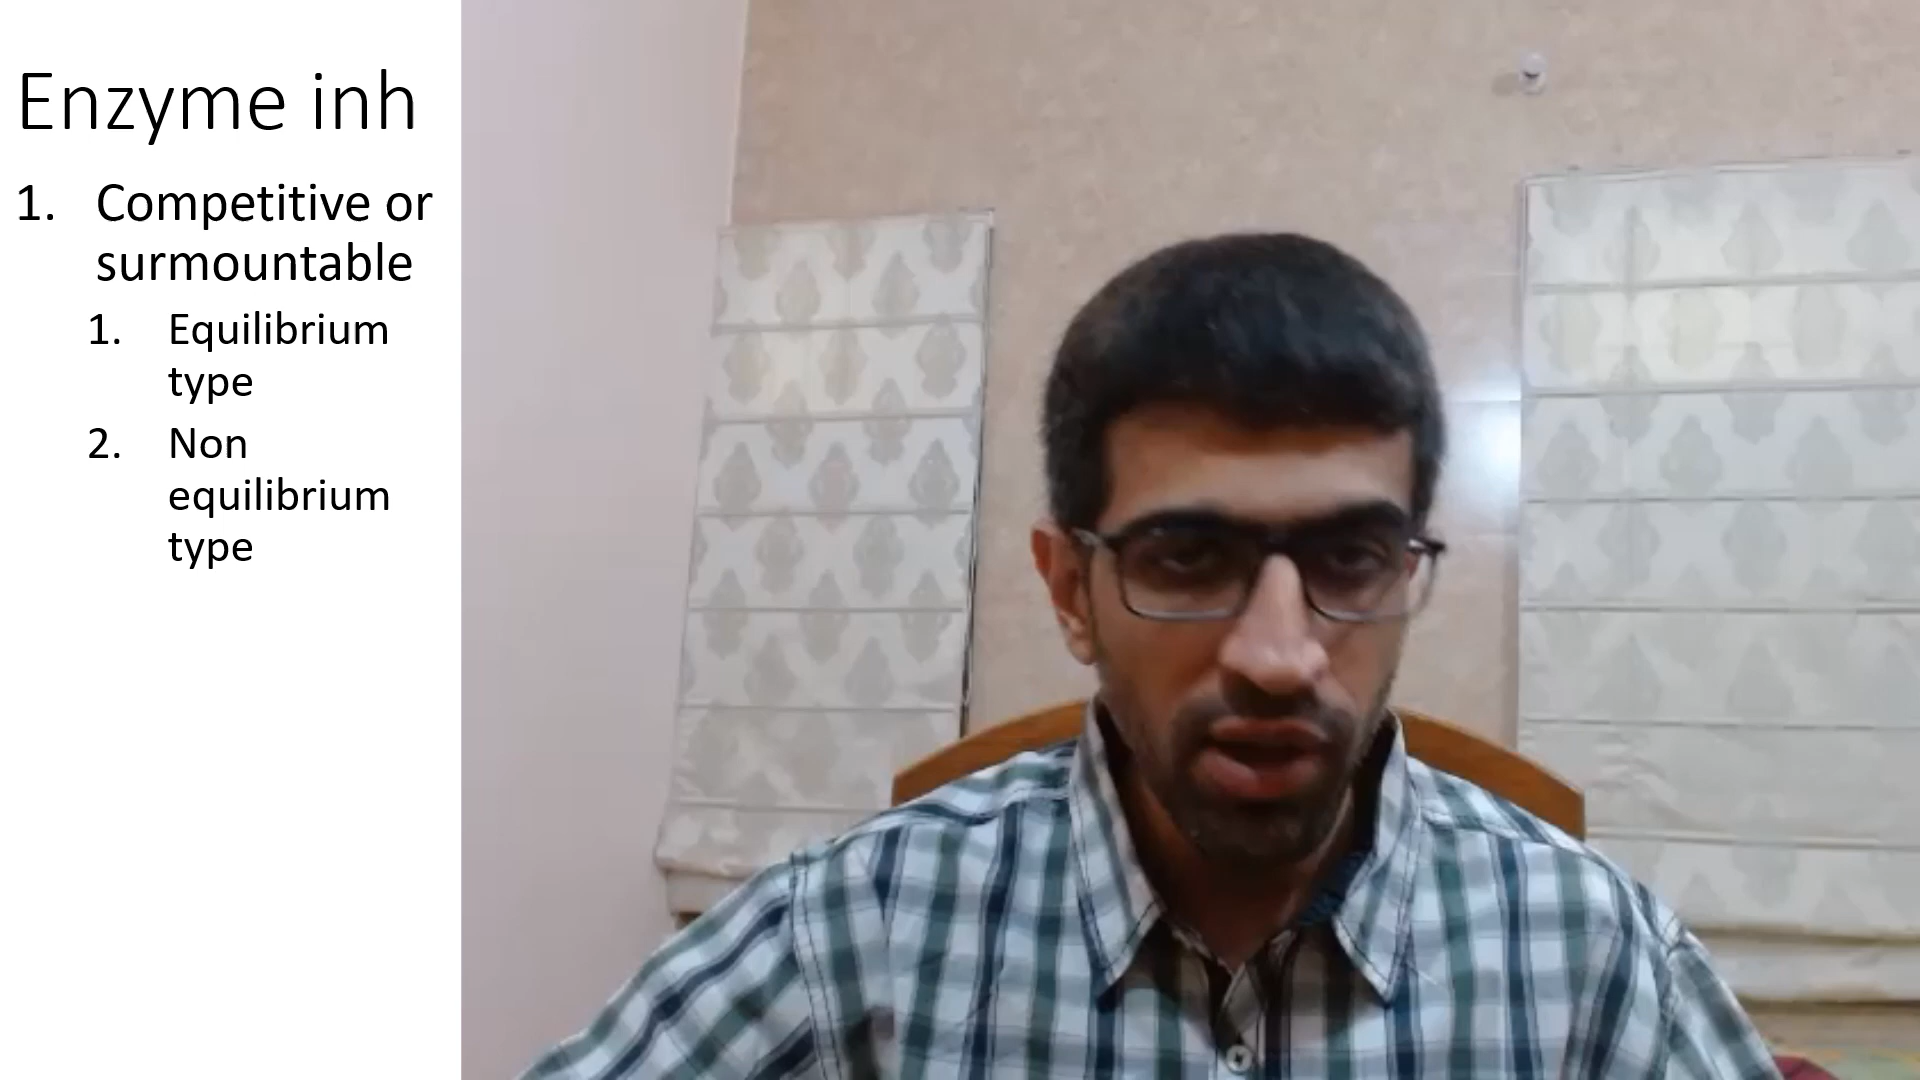 Enzyme inh
1. Competitive or
surmountable
1. Equilibrium
type
2. Non
equilibrium
type